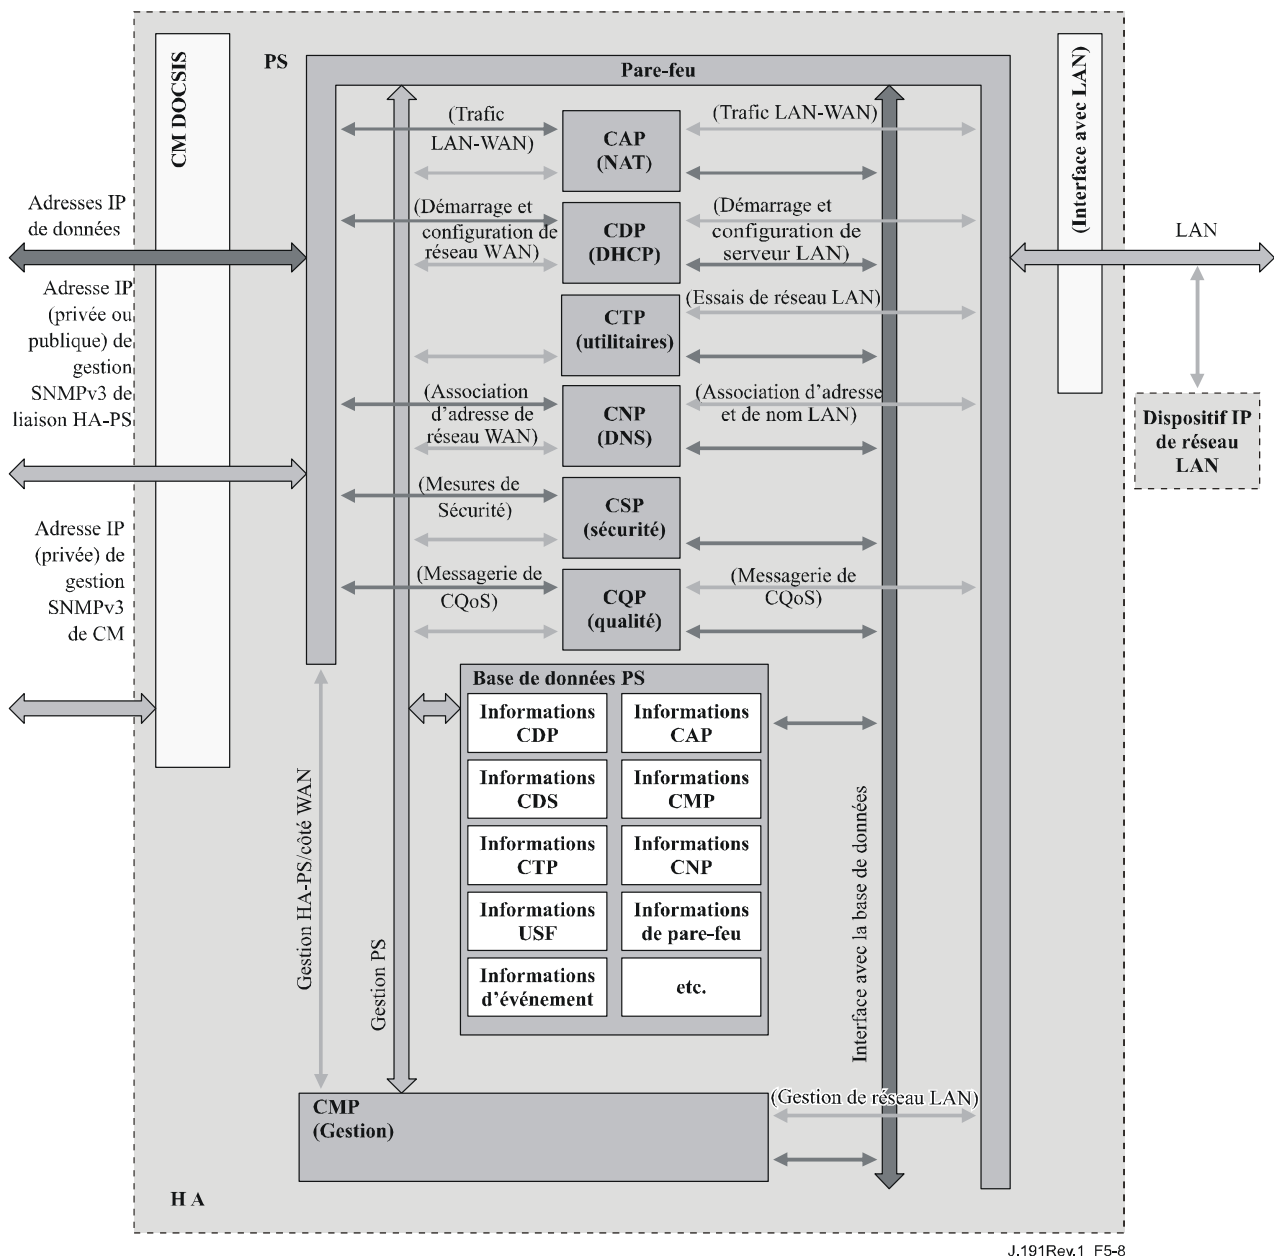 PS
Pare-feu
CM DOCSIS
(Interface avec LAN)
(Trafic
LAN-WAN)
CAP
(NAT)
(Trafic LAN-WAN)
Adresses IP
de données
(Démarrage et
configuration de
réseau WAN)
CDP
(DHCP)
(Démarrage et
configuration de
serveur LAN)
LAN
Adresse IP
(privée ou
publique) de
gestion
SNMPv3 de
liaison HA-PS
CTP
(utilitaires)
(Essais de réseau LAN)
(Association
d'adresse de
réseau WAN)
CNP
(DNS)
(Association d'adresse
et de nom LAN)
Dispositif IP
de réseau
LAN
(Mesures de
Sécurité)
CSP
(sécurité)
Adresse IP
(privée) de
gestion
SNMPv3
de CM
(Messagerie de
CQoS)
CQP
(qualité)
(Messagerie de
CQoS)
Base de données PS
Informations
CDP
Informations
CAP
Informations
CDS
Informations
CMP
Informations
CTP
Informations
CNP
Informations
USF
Informations
de pare-feu
Informations
d'événement
etc.
Gestion HA-PS/côté WAN
Gestion PS
Interface avec la base de données
CMP
(Gestion)
(Gestion de réseau LAN)
H A
J.191Rev.1_F5-8